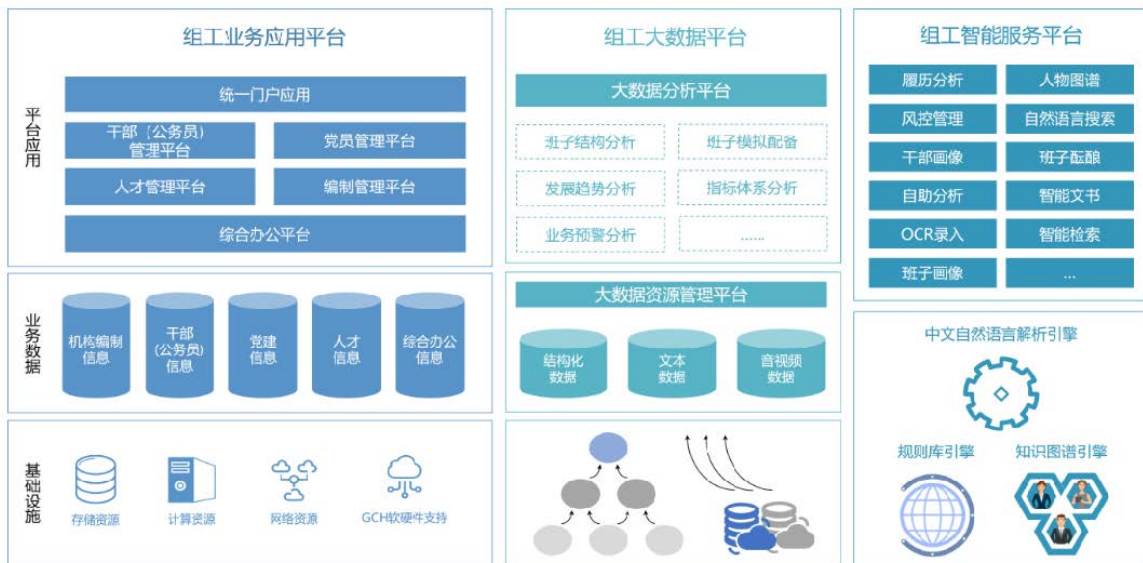 组工业务应用平台
平台应用
统一门户应用
干部（公务员）
管理平台
党员管理平台
人才管理平台
编制管理平台
综合办公平台
业务数据
机构编制
信息
干部
(公务员)
信息
党建
信息
人才
信息
综合办公
信息
基础设施
存储资源
计算资源
网络资源
GCH软硬件支持
组工大数据平台
大数据分析平台
班子结构分析
班子模拟配备
发展趋势分析
指标体系分析
业务预警分析
......
大数据资源管理平台
结构化
数据
文本
数据
音视频
数据
组工智能服务平台
履历分析
人物图谱
风控管理
自然语言搜索
干部画像
班子酝酿
自助分析
智能文书
OCR录入
智能检索
班子画像
...
中文自然语言解析引擎
规则库引擎
知识图谱引擎